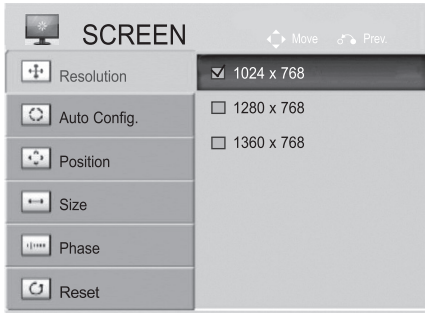 SCREEN
Move Prev.
Resolution
1024 x 768
Auto Config.
1280 x 768
Position
1360 x 768
Size
Phase
Reset